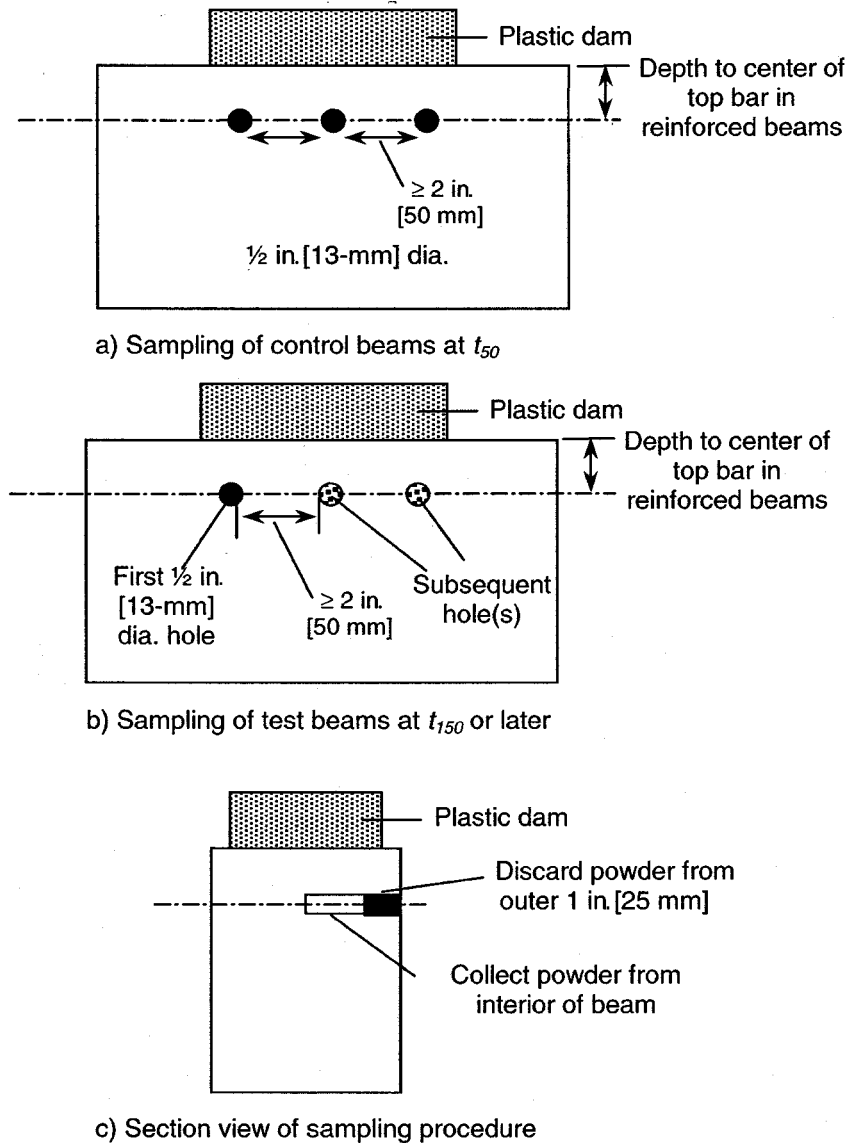 Plastic dam
Depth to center of
top bar in
reinforced beams
≥ 2 in.
[50 mm]
½ in.[13-mm] dia.
a) Sampling of control beams at t50
Plastic dam
Depth to center of
top bar in
reinforced beams
First ½ in.
[13-mm]
dia. hole
≥ 2 in.
[50 mm]
Subsequent
hole(s)
b) Sampling of test beams at t150 or later
Plastic dam
Discard powder from
outer 1 in.[25 mm]
Collect powder from
interior of beam
c) Section view of sampling procedure